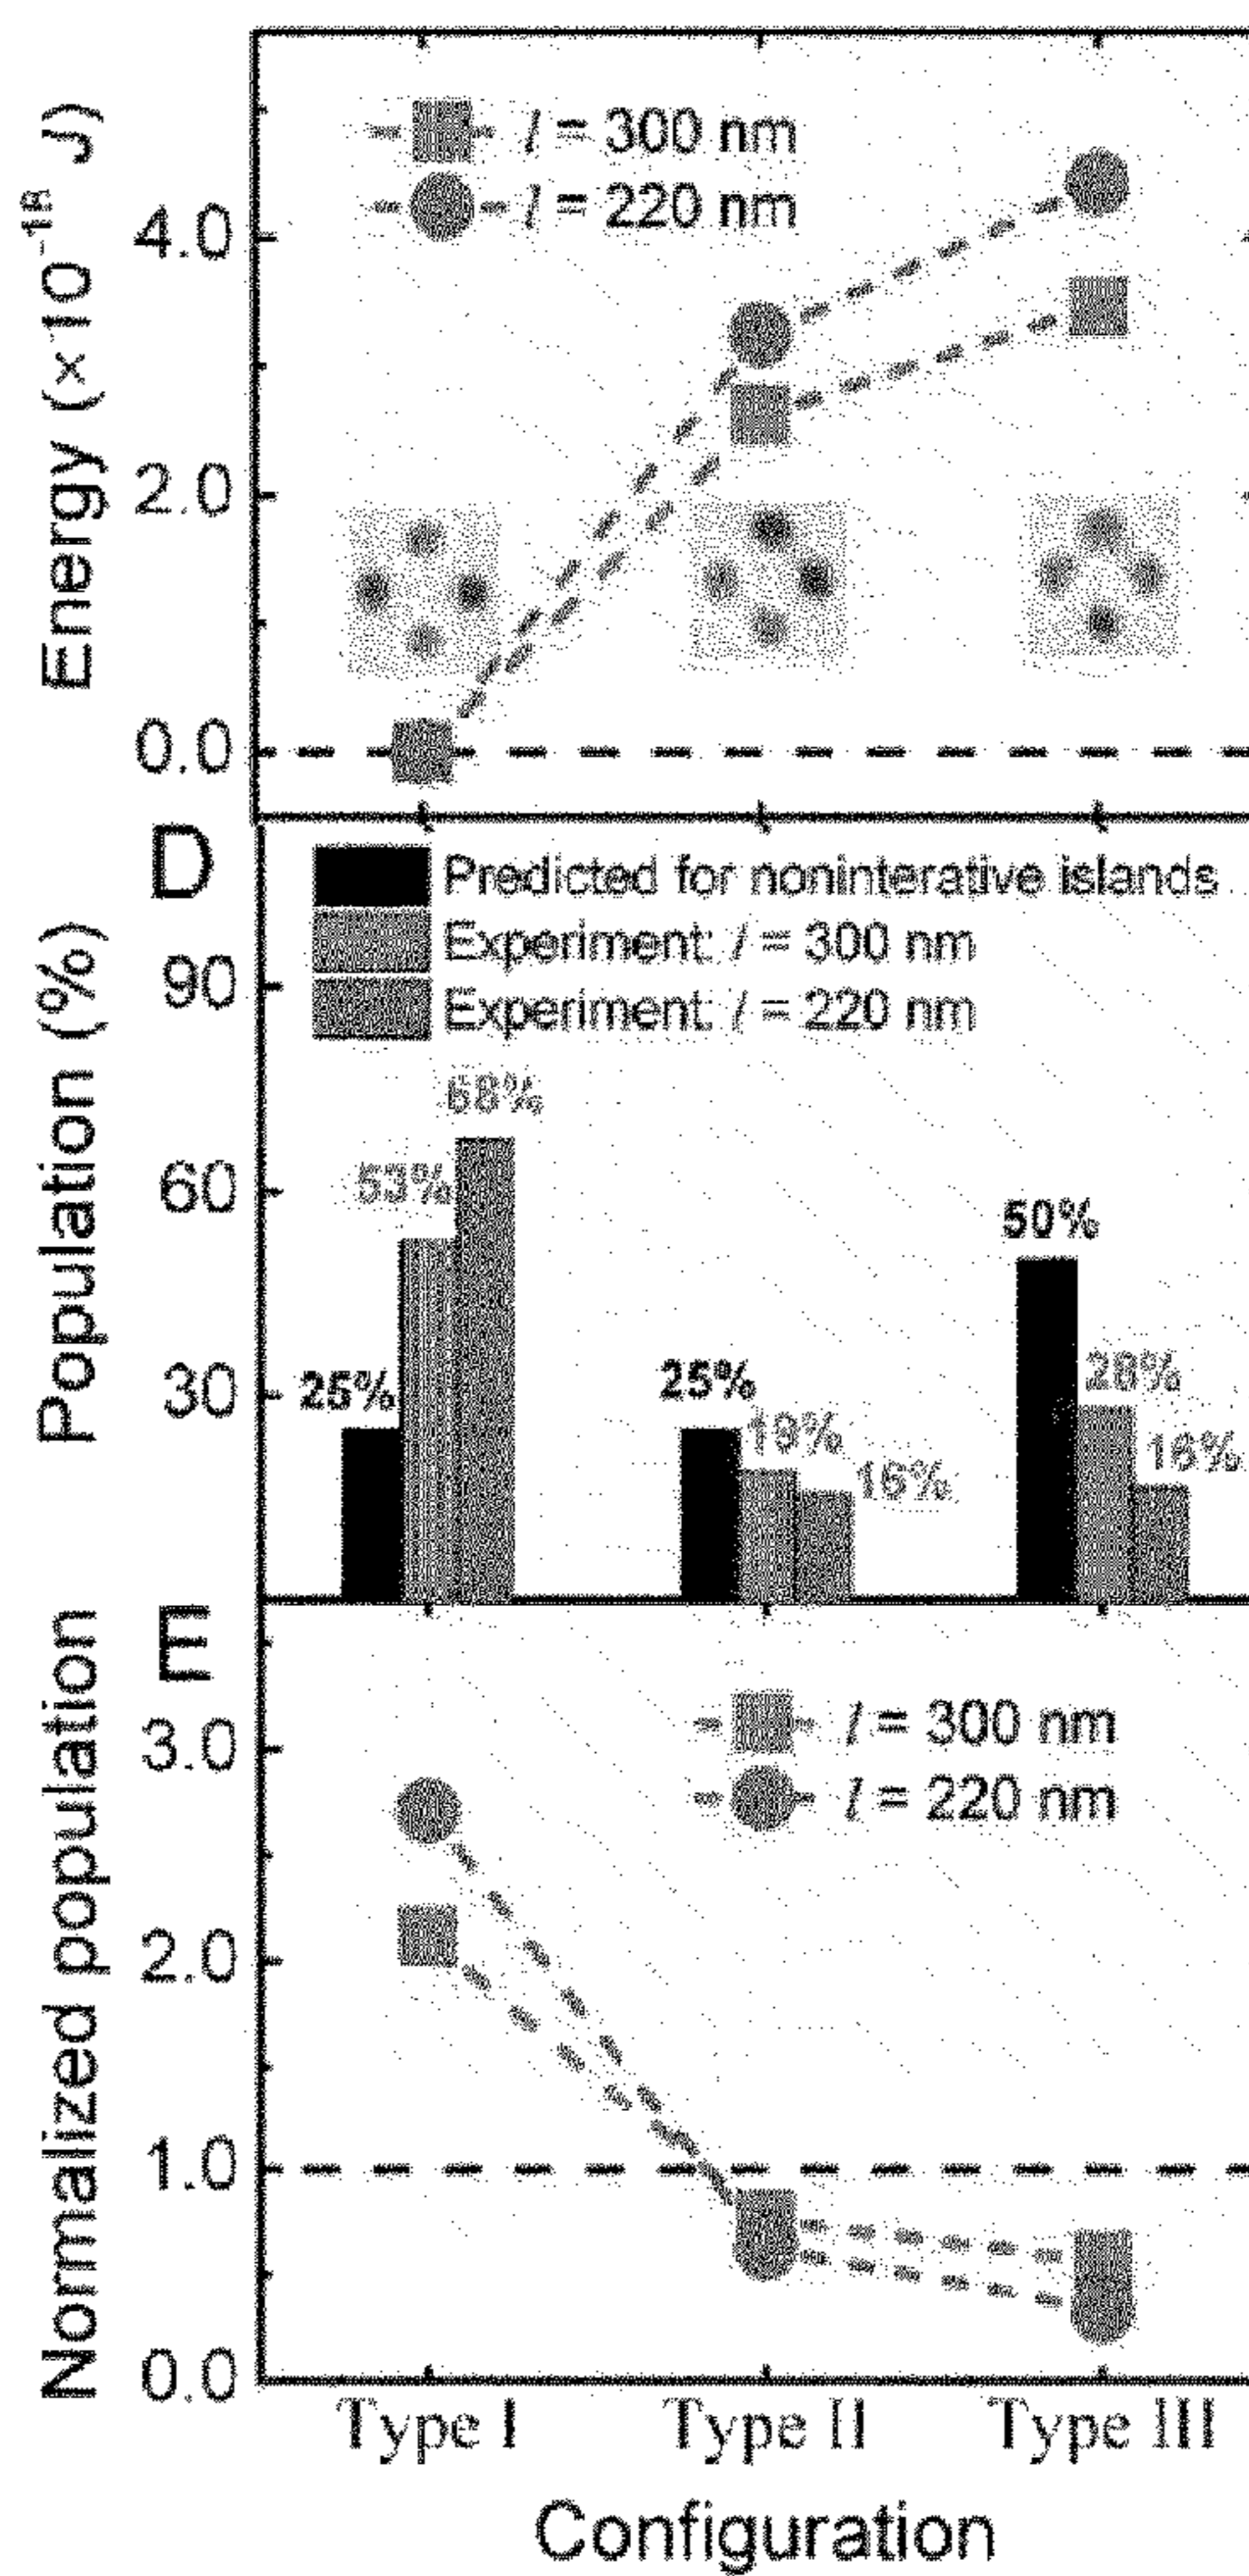 Energy (×10⁻¹⁸ J)
4.0
2.0
0.0
l = 300 nm
l = 220 nm
D
Population (%)
90
60
30
Predicted for noninterative islands
Experiment: l = 300 nm
Experiment: l = 220 nm
25%
53%
68%
25%
19%
16%
50%
28%
16%
E
Normalized population
3.0
2.0
1.0
0.0
l = 300 nm
l = 220 nm
Type I
Type II
Type III
Configuration